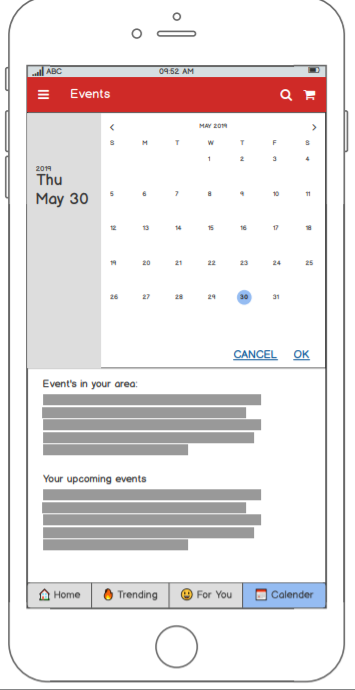 ABC 09:52 AM
Events
MAY 2019
S M T W T F S
2019
Thu
May 30
1 2 3 4
5 6 7 8 9 10 11
12 13 14 15 16 17 18
19 20 21 22 23 24 25
26 27 28 29 30 31
CANCEL OK
Event's in your area:
Your upcoming events
Home Trending For You Calender